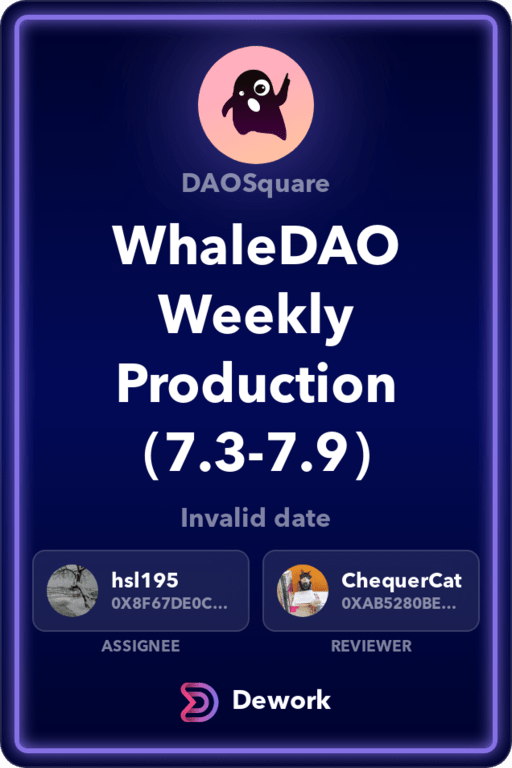 DAOSquare
WhaleDAO
Weekly
Production
(7.3-7.9)
Invalid date
hsl195
0X8F67DE0C...
ASSIGNEE
ChequerCat
0XAB5280BE...
REVIEWER
Dework